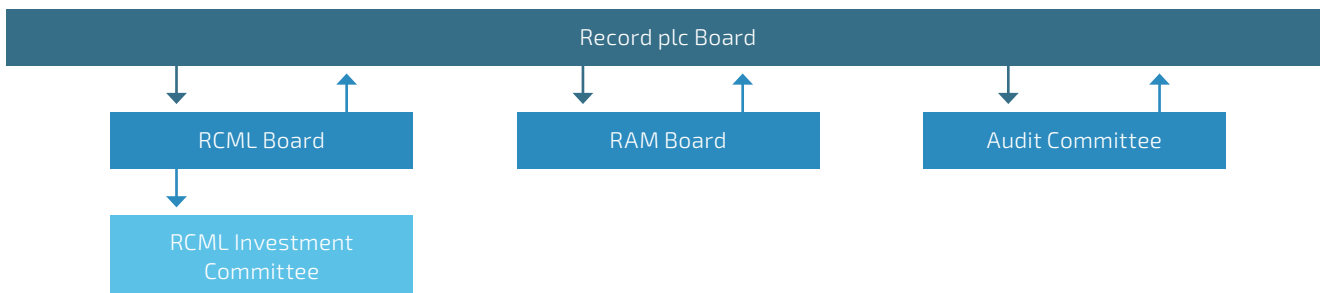 Record plc Board
RCML Board
RAM Board
Audit Committee
RCML Investment
Committee